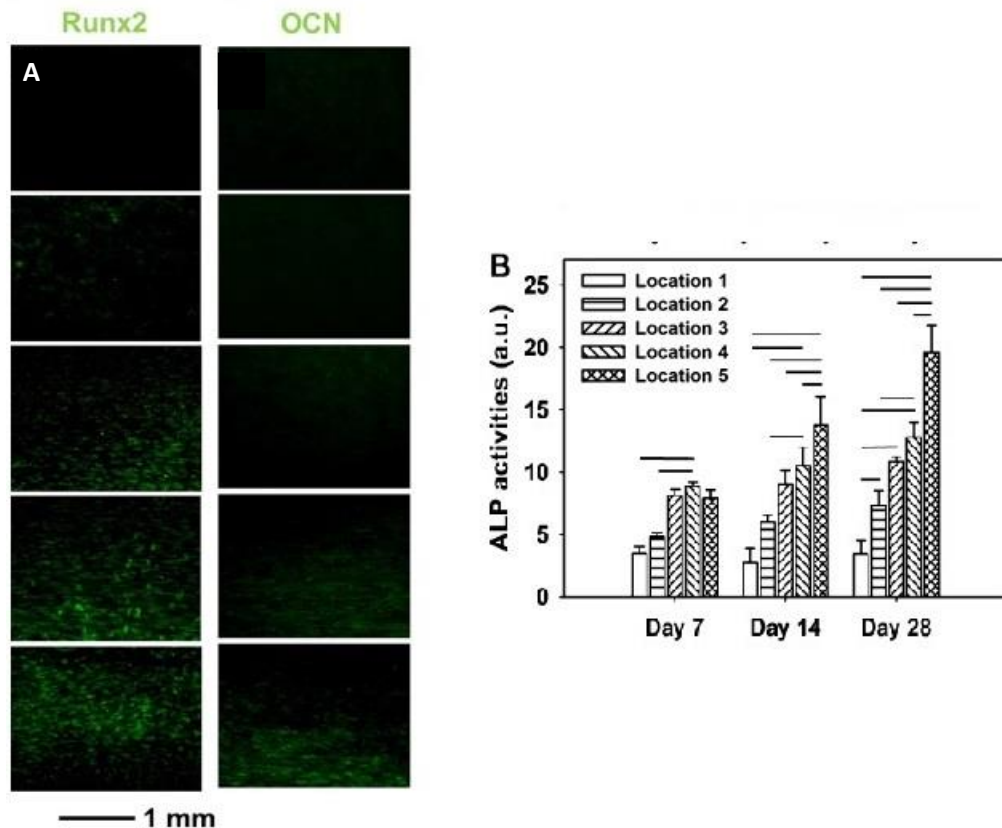 Runx2 OCN
A
1 mm
B
ALP activities (a.u.)
25
20
15
10
5
0
Location 1
Location 2
Location 3
Location 4
Location 5
Day 7 Day 14 Day 28